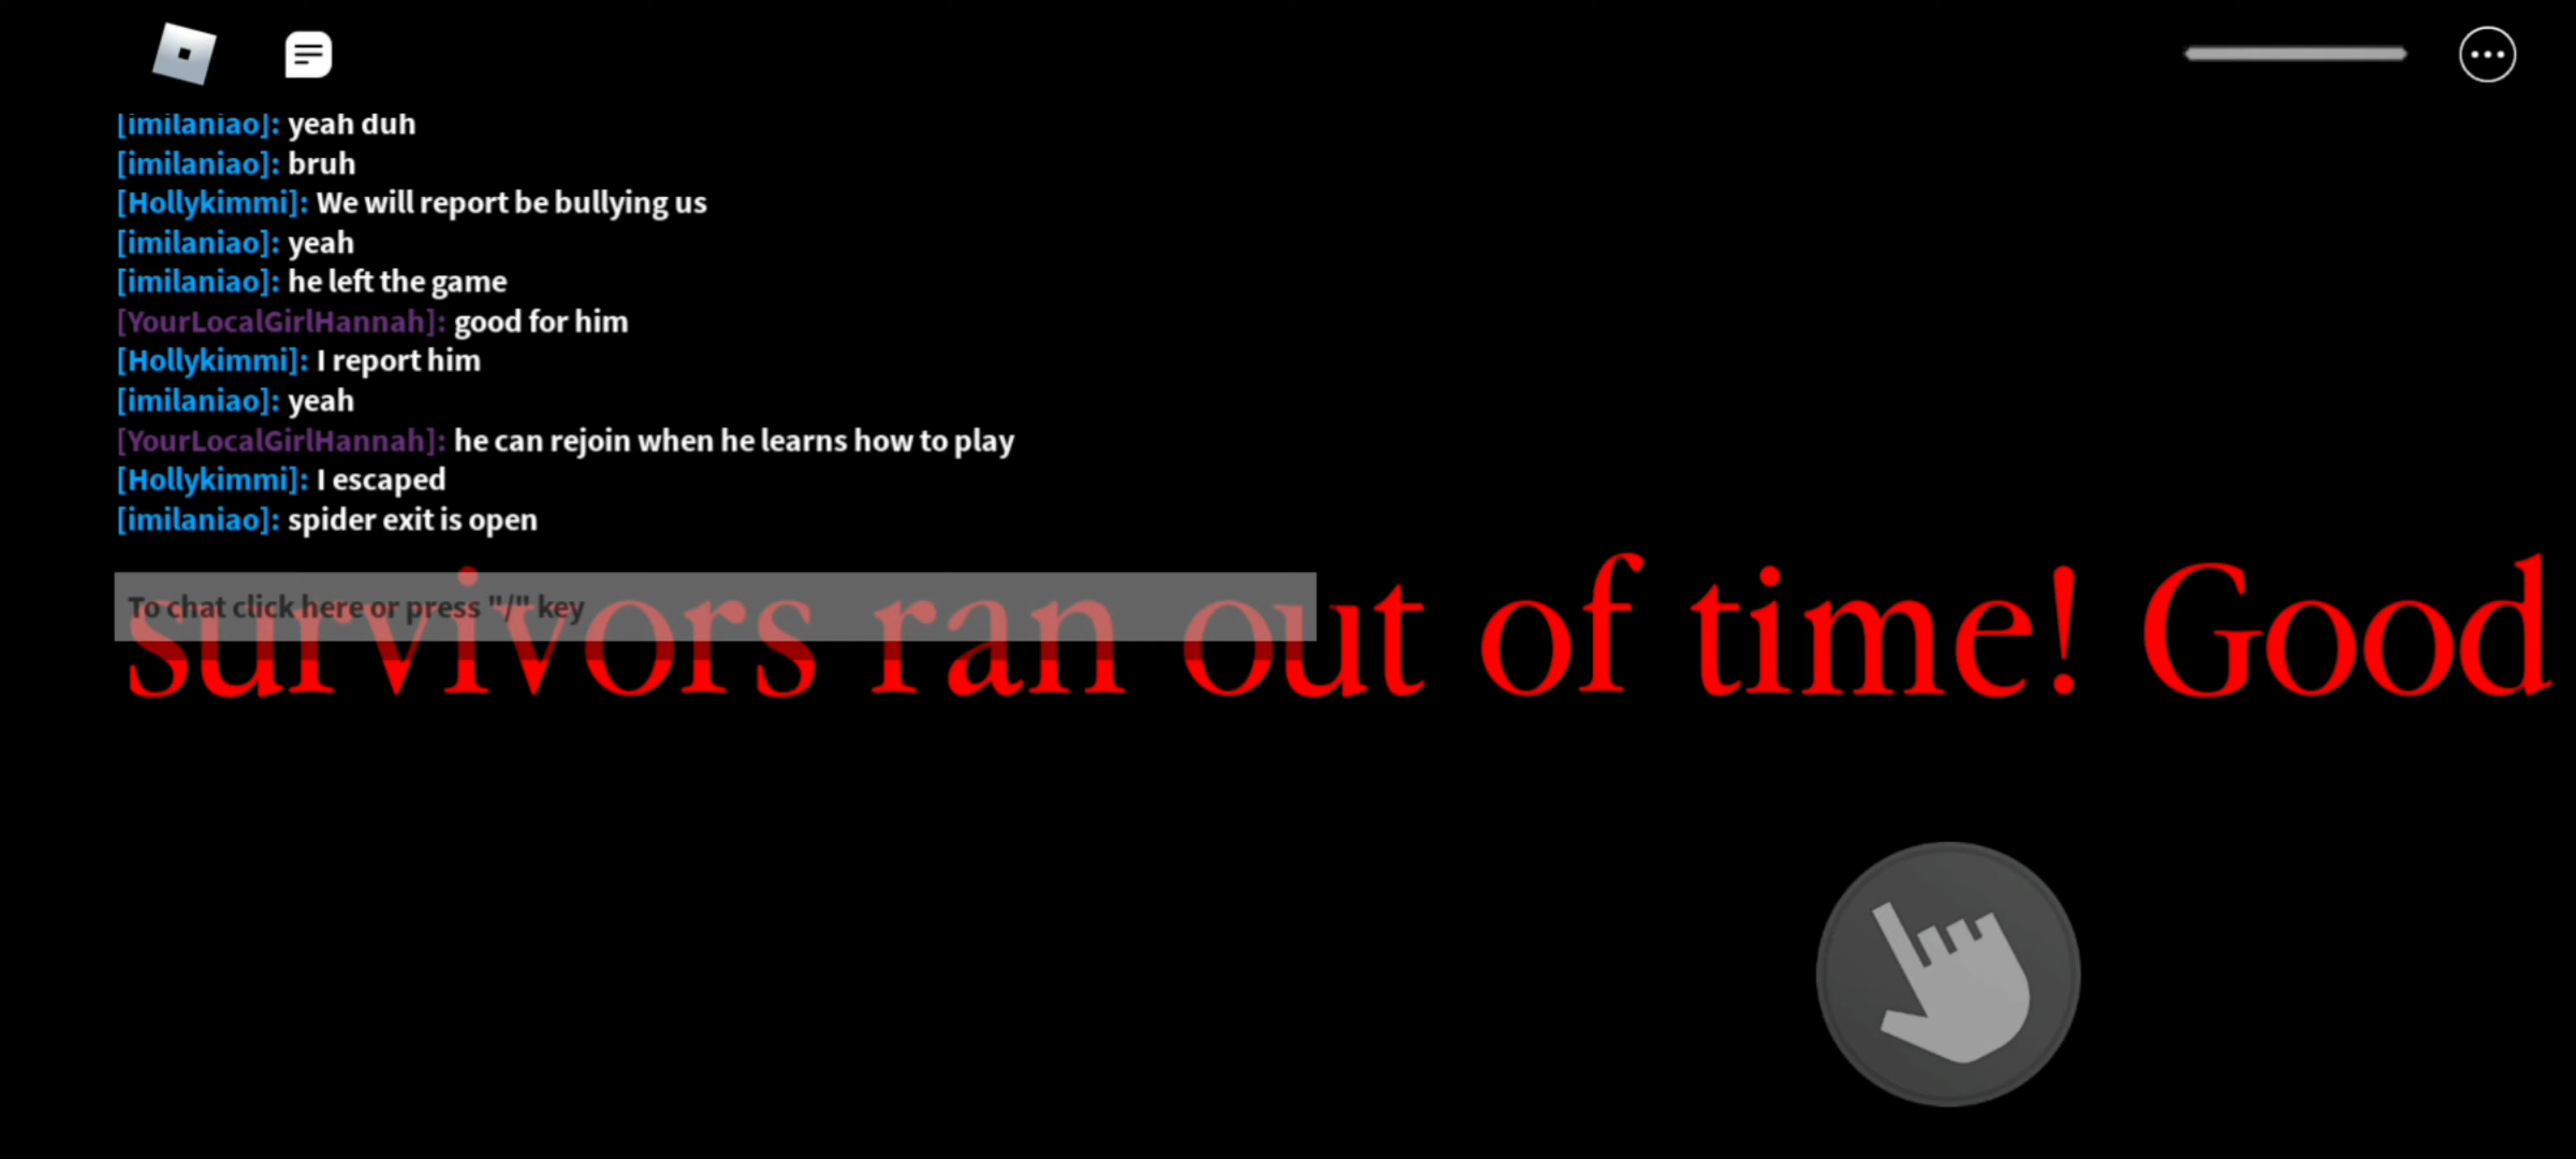 [imilaniao]: yeah duh
[imilaniao]: bruh
[Hollykimmi]: We will report be bullying us
[imilaniao]: yeah
[imilaniao]: he left the game
[YourLocalGirlHannah]: good for him
[Hollykimmi]: I report him
[imilaniao]: yeah
[YourLocalGirlHannah]: he can rejoin when he learns how to play
[Hollykimmi]: I escaped
[imilaniao]: spider exit is open
To chat click here or press "/" key
survivors ran out of time! Good